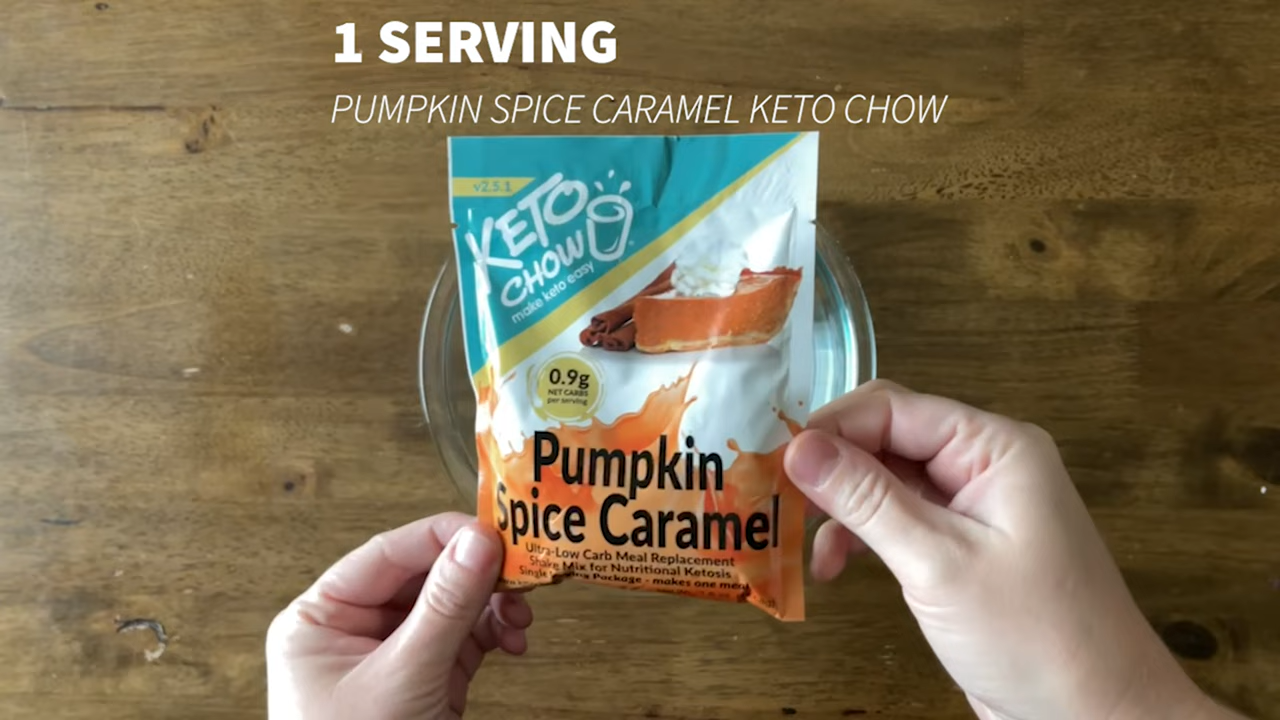 1 SERVING
PUMPKIN SPICE CARAMEL KETO CHOW
v2.5.1
KETO
CHOW
make keto easy
0.9g
NET CARBS
per serving
Pumpkin
Spice Caramel
Ultra-Low Carb Meal Replacement
Shake Mix for Nutritional Ketosis
Single Package - makes one meal